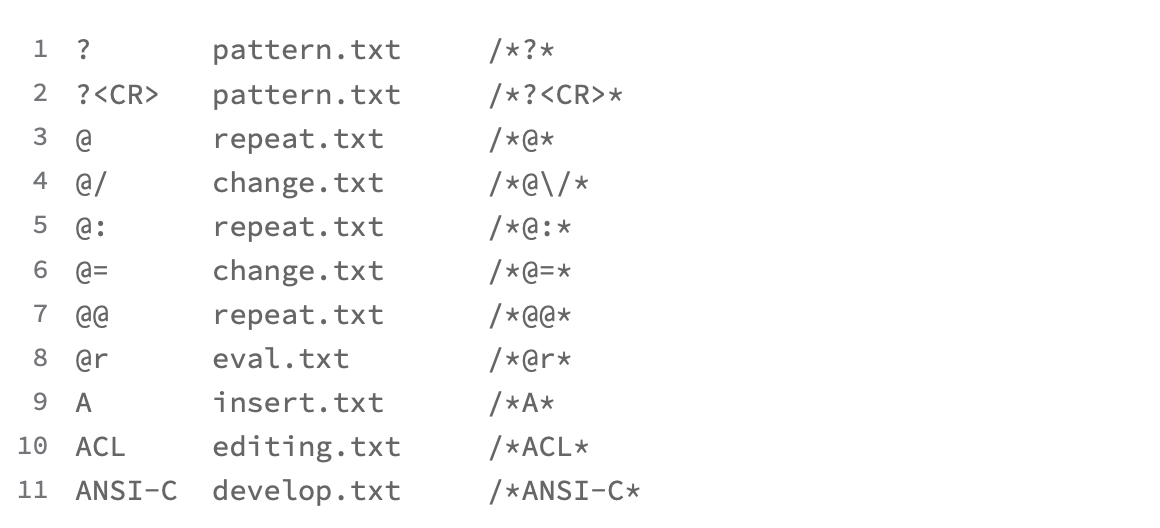 1 ? pattern.txt /*?*
2 ?<CR> pattern.txt /*?<CR>*
3 @ repeat.txt /*@*
4 @/ change.txt /*@\/*
5 @: repeat.txt /*@:*
6 @= change.txt /*@=*
7 @@ repeat.txt /*@@*
8 @r eval.txt /*@r*
9 A insert.txt /*A*
10 ACL editing.txt /*ACL*
11 ANSI-C develop.txt /*ANSI-C*